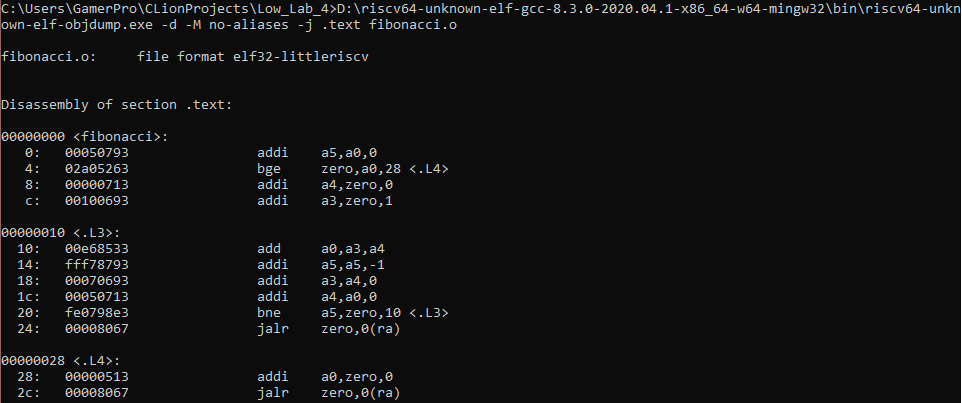 C:\Users\GamerPro\CLionProjects\Low_Lab_4>D:\riscv64-unknown-elf-gcc-8.3.0-2020.04.1-x86_64-w64-mingw32\bin\riscv64-unkn
own-elf-objdump.exe -d -M no-aliases -j .text fibonacci.o
fibonacci.o:     file format elf32-littleriscv
Disassembly of section .text:
00000000 <fibonacci>:
   0:   00050793                addi    a5,a0,0
   4:   02a05263                bge     zero,a0,28 <.L4>
   8:   00000713                addi    a4,zero,0
   c:   00100693                addi    a3,zero,1
00000010 <.L3>:
  10:   00e68533                add     a0,a3,a4
  14:   fff78793                addi    a5,a5,-1
  18:   00070693                addi    a3,a4,0
  1c:   00050713                addi    a4,a0,0
  20:   fe0798e3                bne     a5,zero,10 <.L3>
  24:   00008067                jalr    zero,0(ra)
00000028 <.L4>:
  28:   00000513                addi    a0,zero,0
  2c:   00008067                jalr    zero,0(ra)